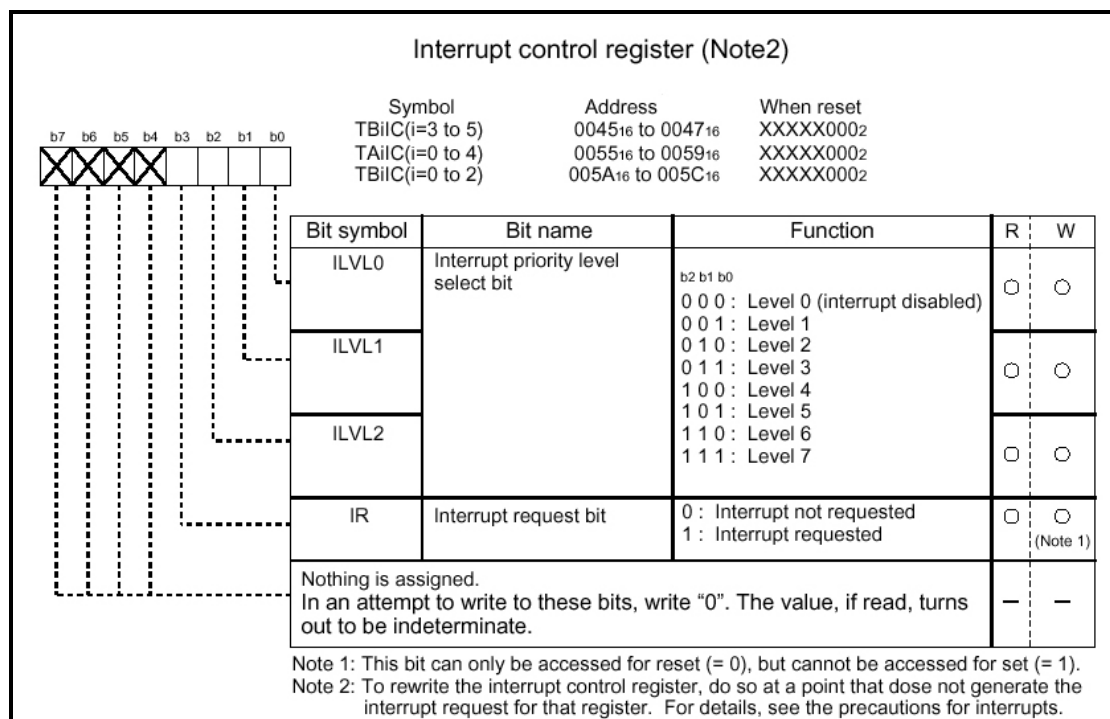 Interrupt control register (Note2)
Symbol Address When reset
TBiIC(i=3 to 5) 004516 to 004716 XXXXX0002
TAiIC(i=0 to 4) 005516 to 005916 XXXXX0002
TBiIC(i=0 to 2) 005A16 to 005C16 XXXXX0002
b7 b6 b5 b4 b3 b2 b1 b0
Bit symbol Bit name Function R W
ILVL0 Interrupt priority level
select bit
b2 b1 b0
0 0 0 : Level 0 (interrupt disabled)
0 0 1 : Level 1
0 1 0 : Level 2
0 1 1 : Level 3
1 0 0 : Level 4
1 0 1 : Level 5
1 1 0 : Level 6
1 1 1 : Level 7
ILVL1
ILVL2
IR Interrupt request bit 0 : Interrupt not requested
1 : Interrupt requested
(Note 1)
Nothing is assigned.
In an attempt to write to these bits, write “0”. The value, if read, turns
out to be indeterminate.
Note 1: This bit can only be accessed for reset (= 0), but cannot be accessed for set (= 1).
Note 2: To rewrite the interrupt control register, do so at a point that dose not generate the
interrupt request for that register. For details, see the precautions for interrupts.